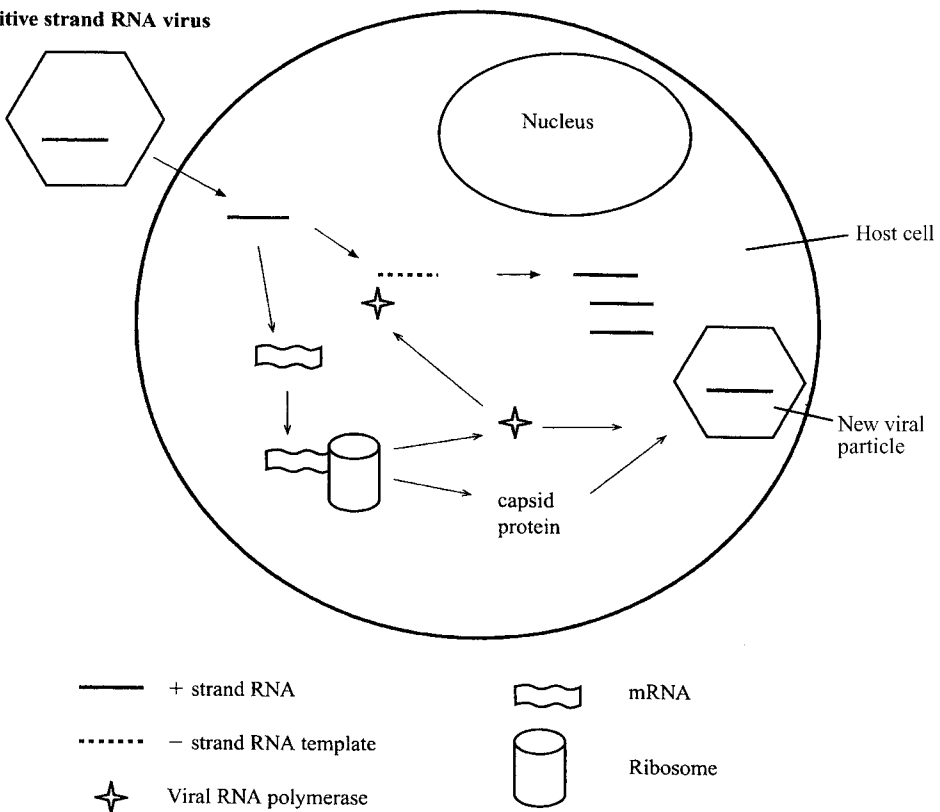 itive strand RNA virus
Nucleus
Host cell
New viral
particle
capsid
protein
+ strand RNA
− strand RNA template
Viral RNA polymerase
mRNA
Ribosome